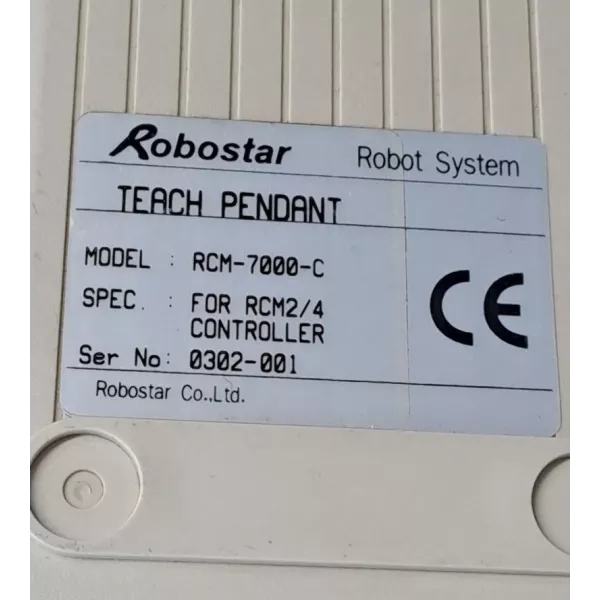 Robostar Robot System
TEACH PENDANT
MODEL : RCM-7000-C
SPEC. : FOR RCM2/4
CONTROLLER
Ser No: 0302-001
Robostar Co.,Ltd.
CE